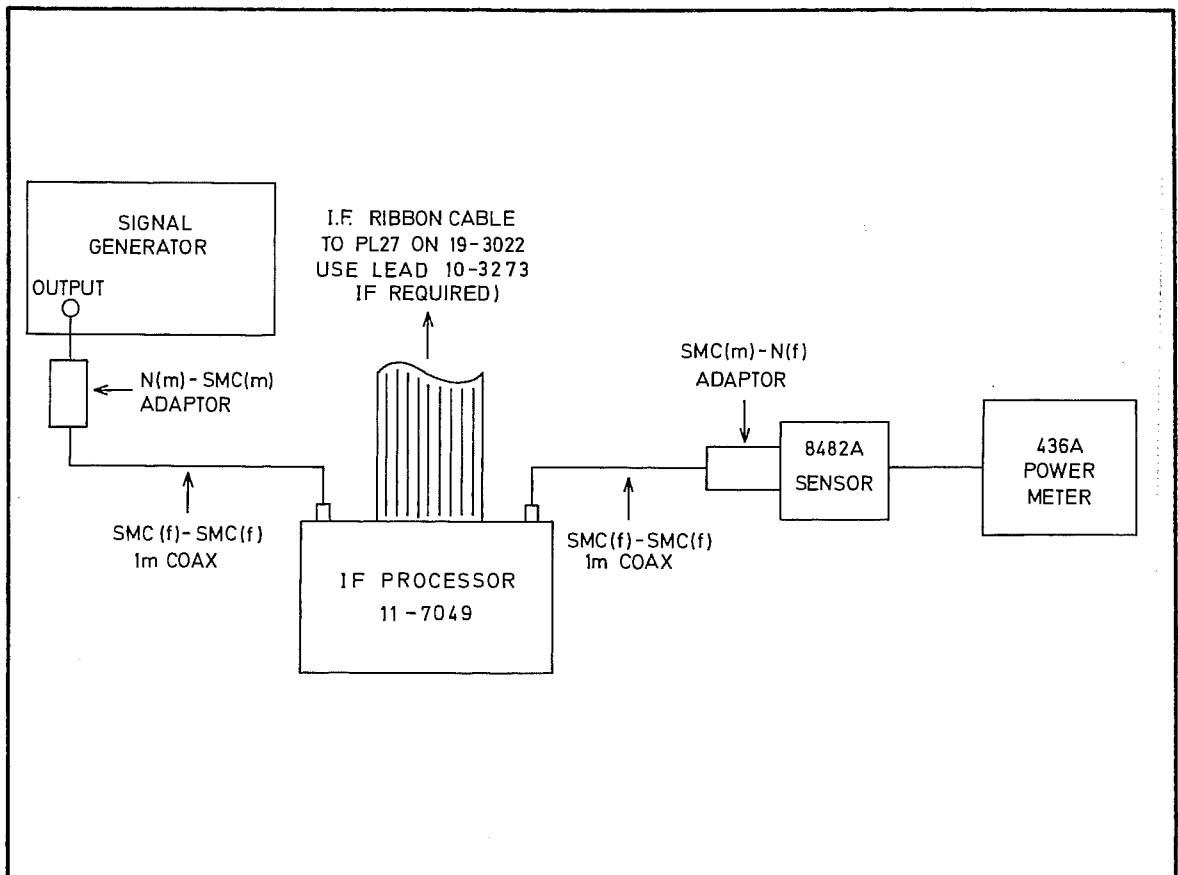 SIGNAL
GENERATOR
OUTPUT
N(m)-SMC(m)
ADAPTOR
SMC(f)-SMC(f)
1m COAX
I.F. RIBBON CABLE
TO PL27 ON 19-3022
USE LEAD 10-3273
IF REQUIRED)
IF PROCESSOR
11-7049
SMC(f)-SMC(f)
1m COAX
SMC(m)-N(f)
ADAPTOR
8482A
SENSOR
436A
POWER
METER